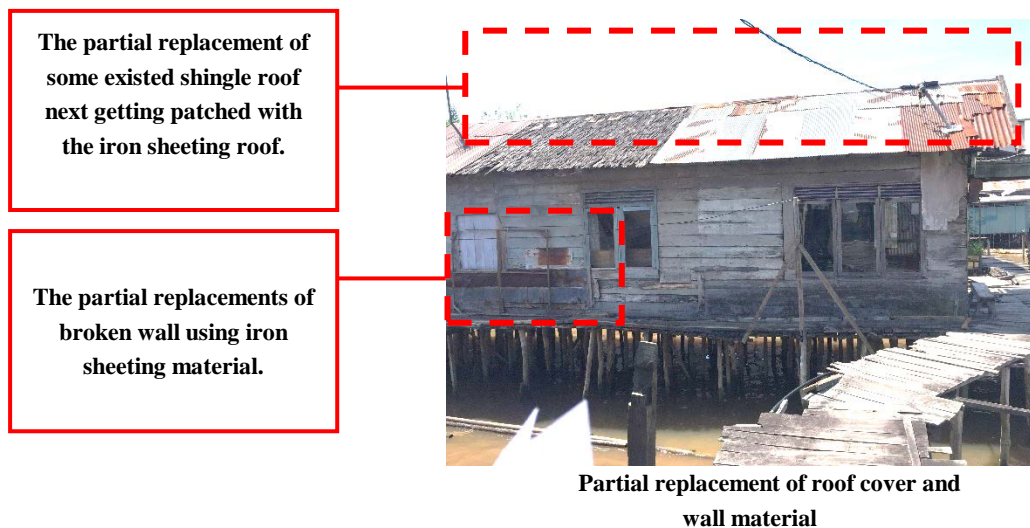 The partial replacement of
some existed shingle roof
next getting patched with
the iron sheeting roof.
The partial replacements of
broken wall using iron
sheeting material.
Partial replacement of roof cover and
wall material